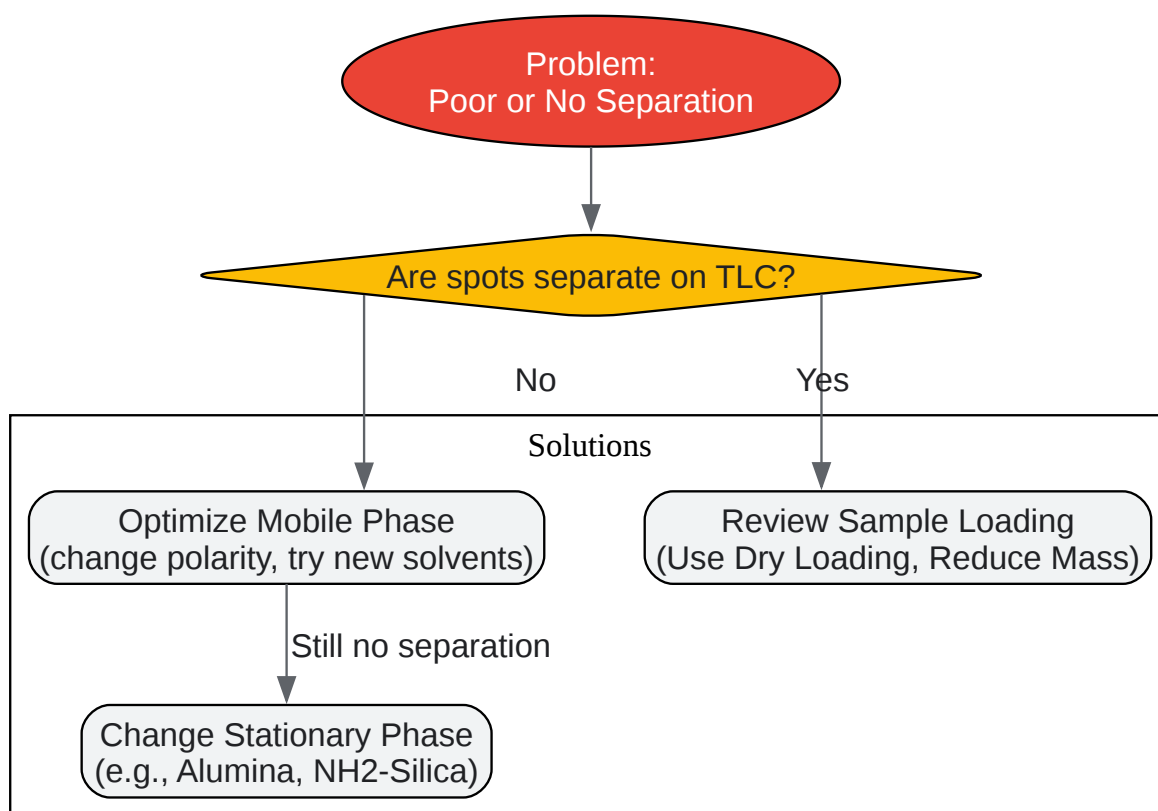 Problem:
Poor or No Separation
Are spots separate on TLC?
No
Yes
Solutions
Optimize Mobile Phase
(change polarity, try new solvents)
Review Sample Loading
(Use Dry Loading, Reduce Mass)
Still no separation
Change Stationary Phase
(e.g., Alumina, NH2-Silica)